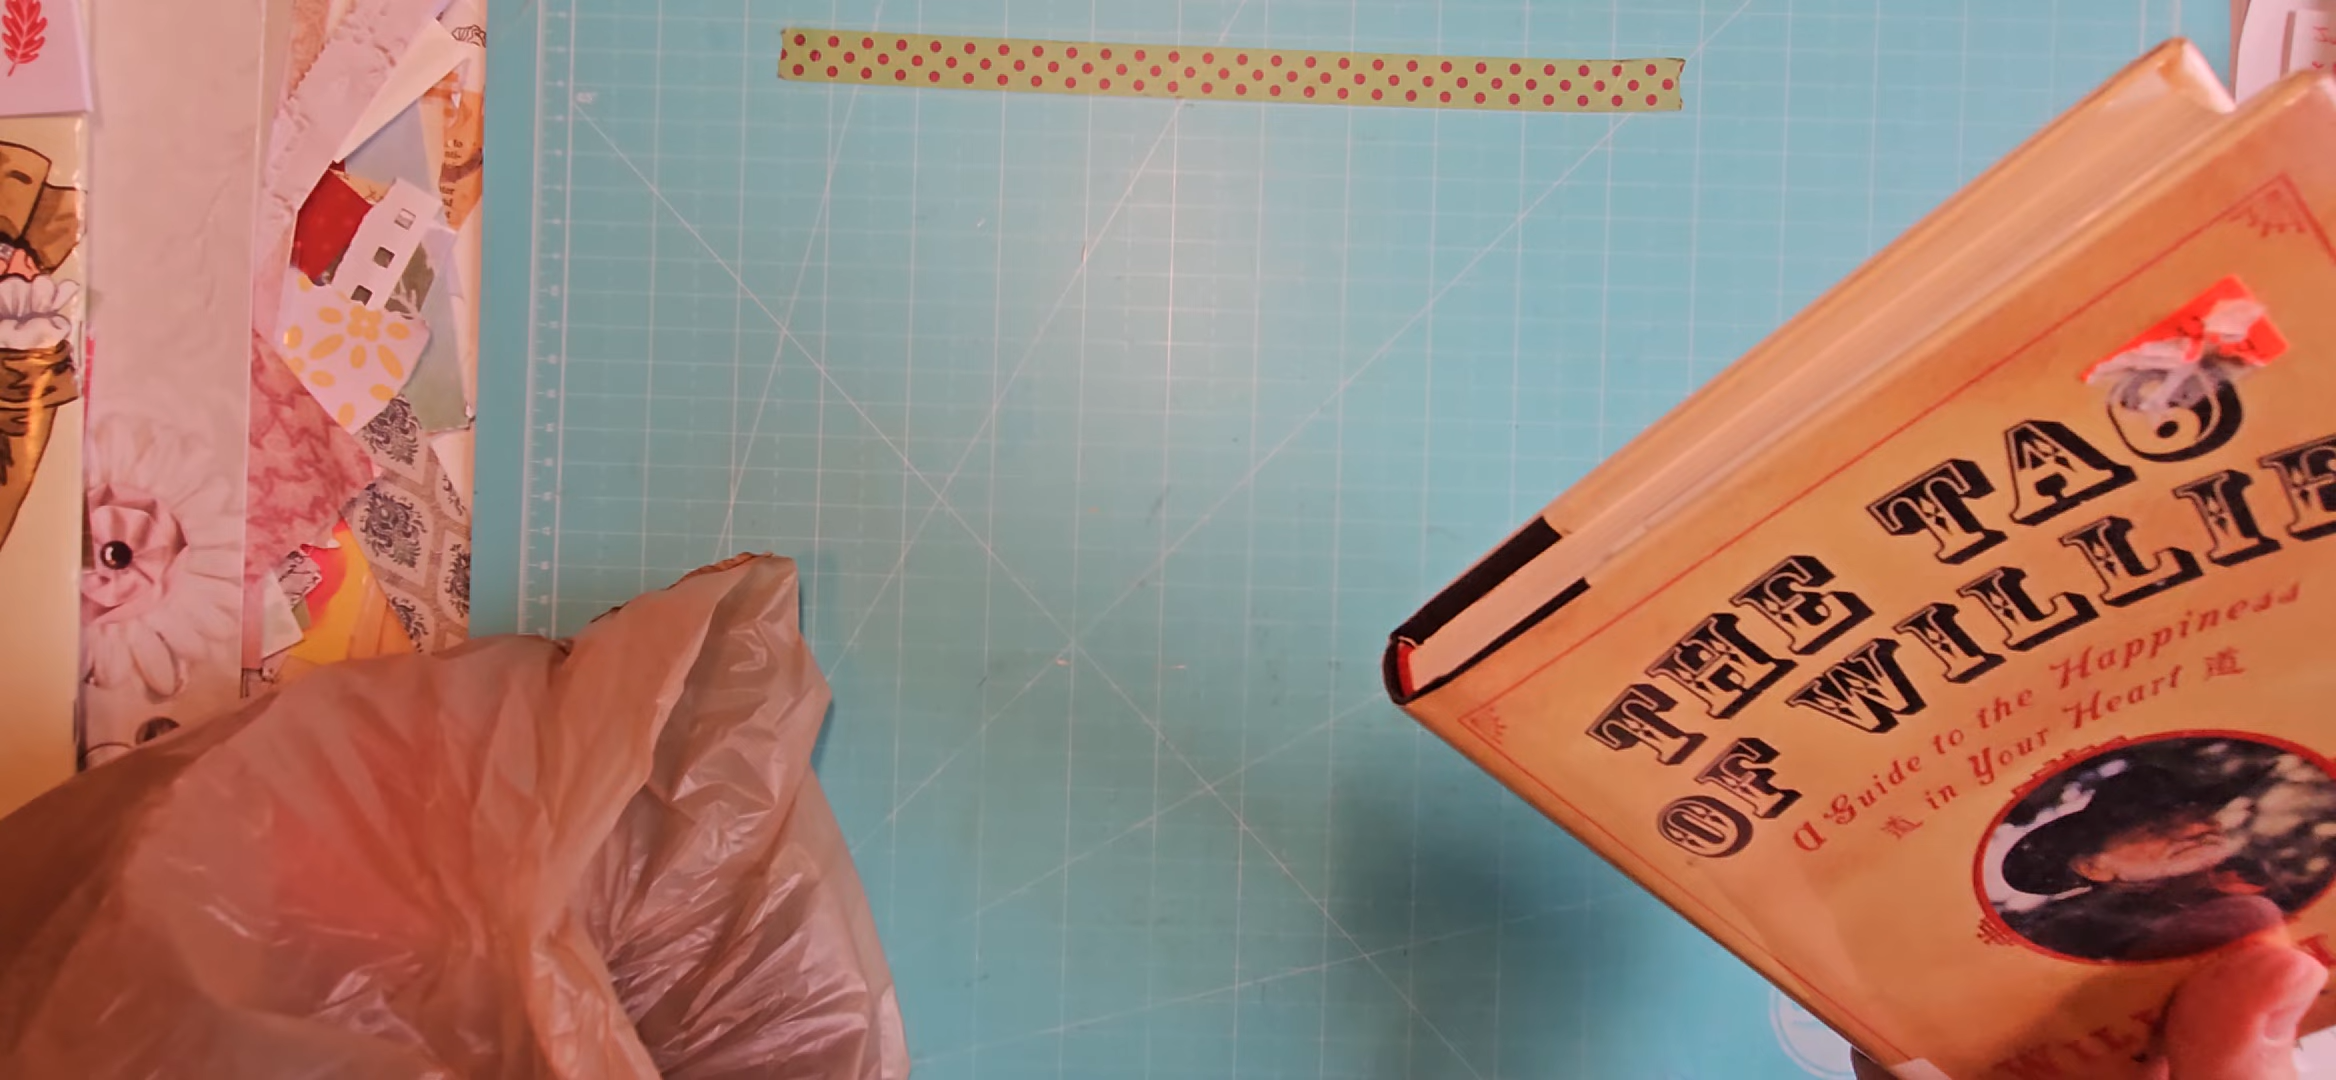 THE TAO
OF WILLIE
A Guide to the Happiness
道 in Your Heart 道